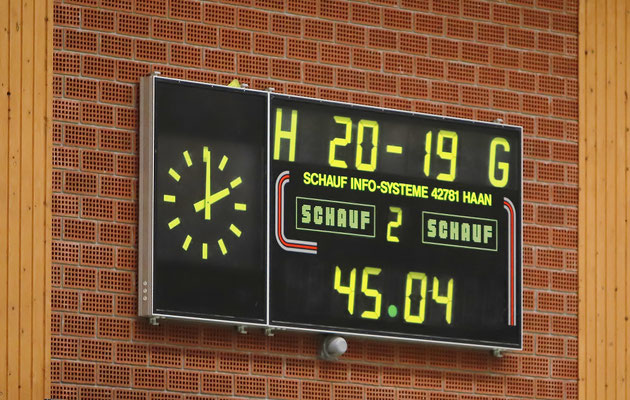 H 20-19 G
SCHAUF INFO-SYSTEME 42781 HAAN
SCHAUF 2 SCHAUF
45.04